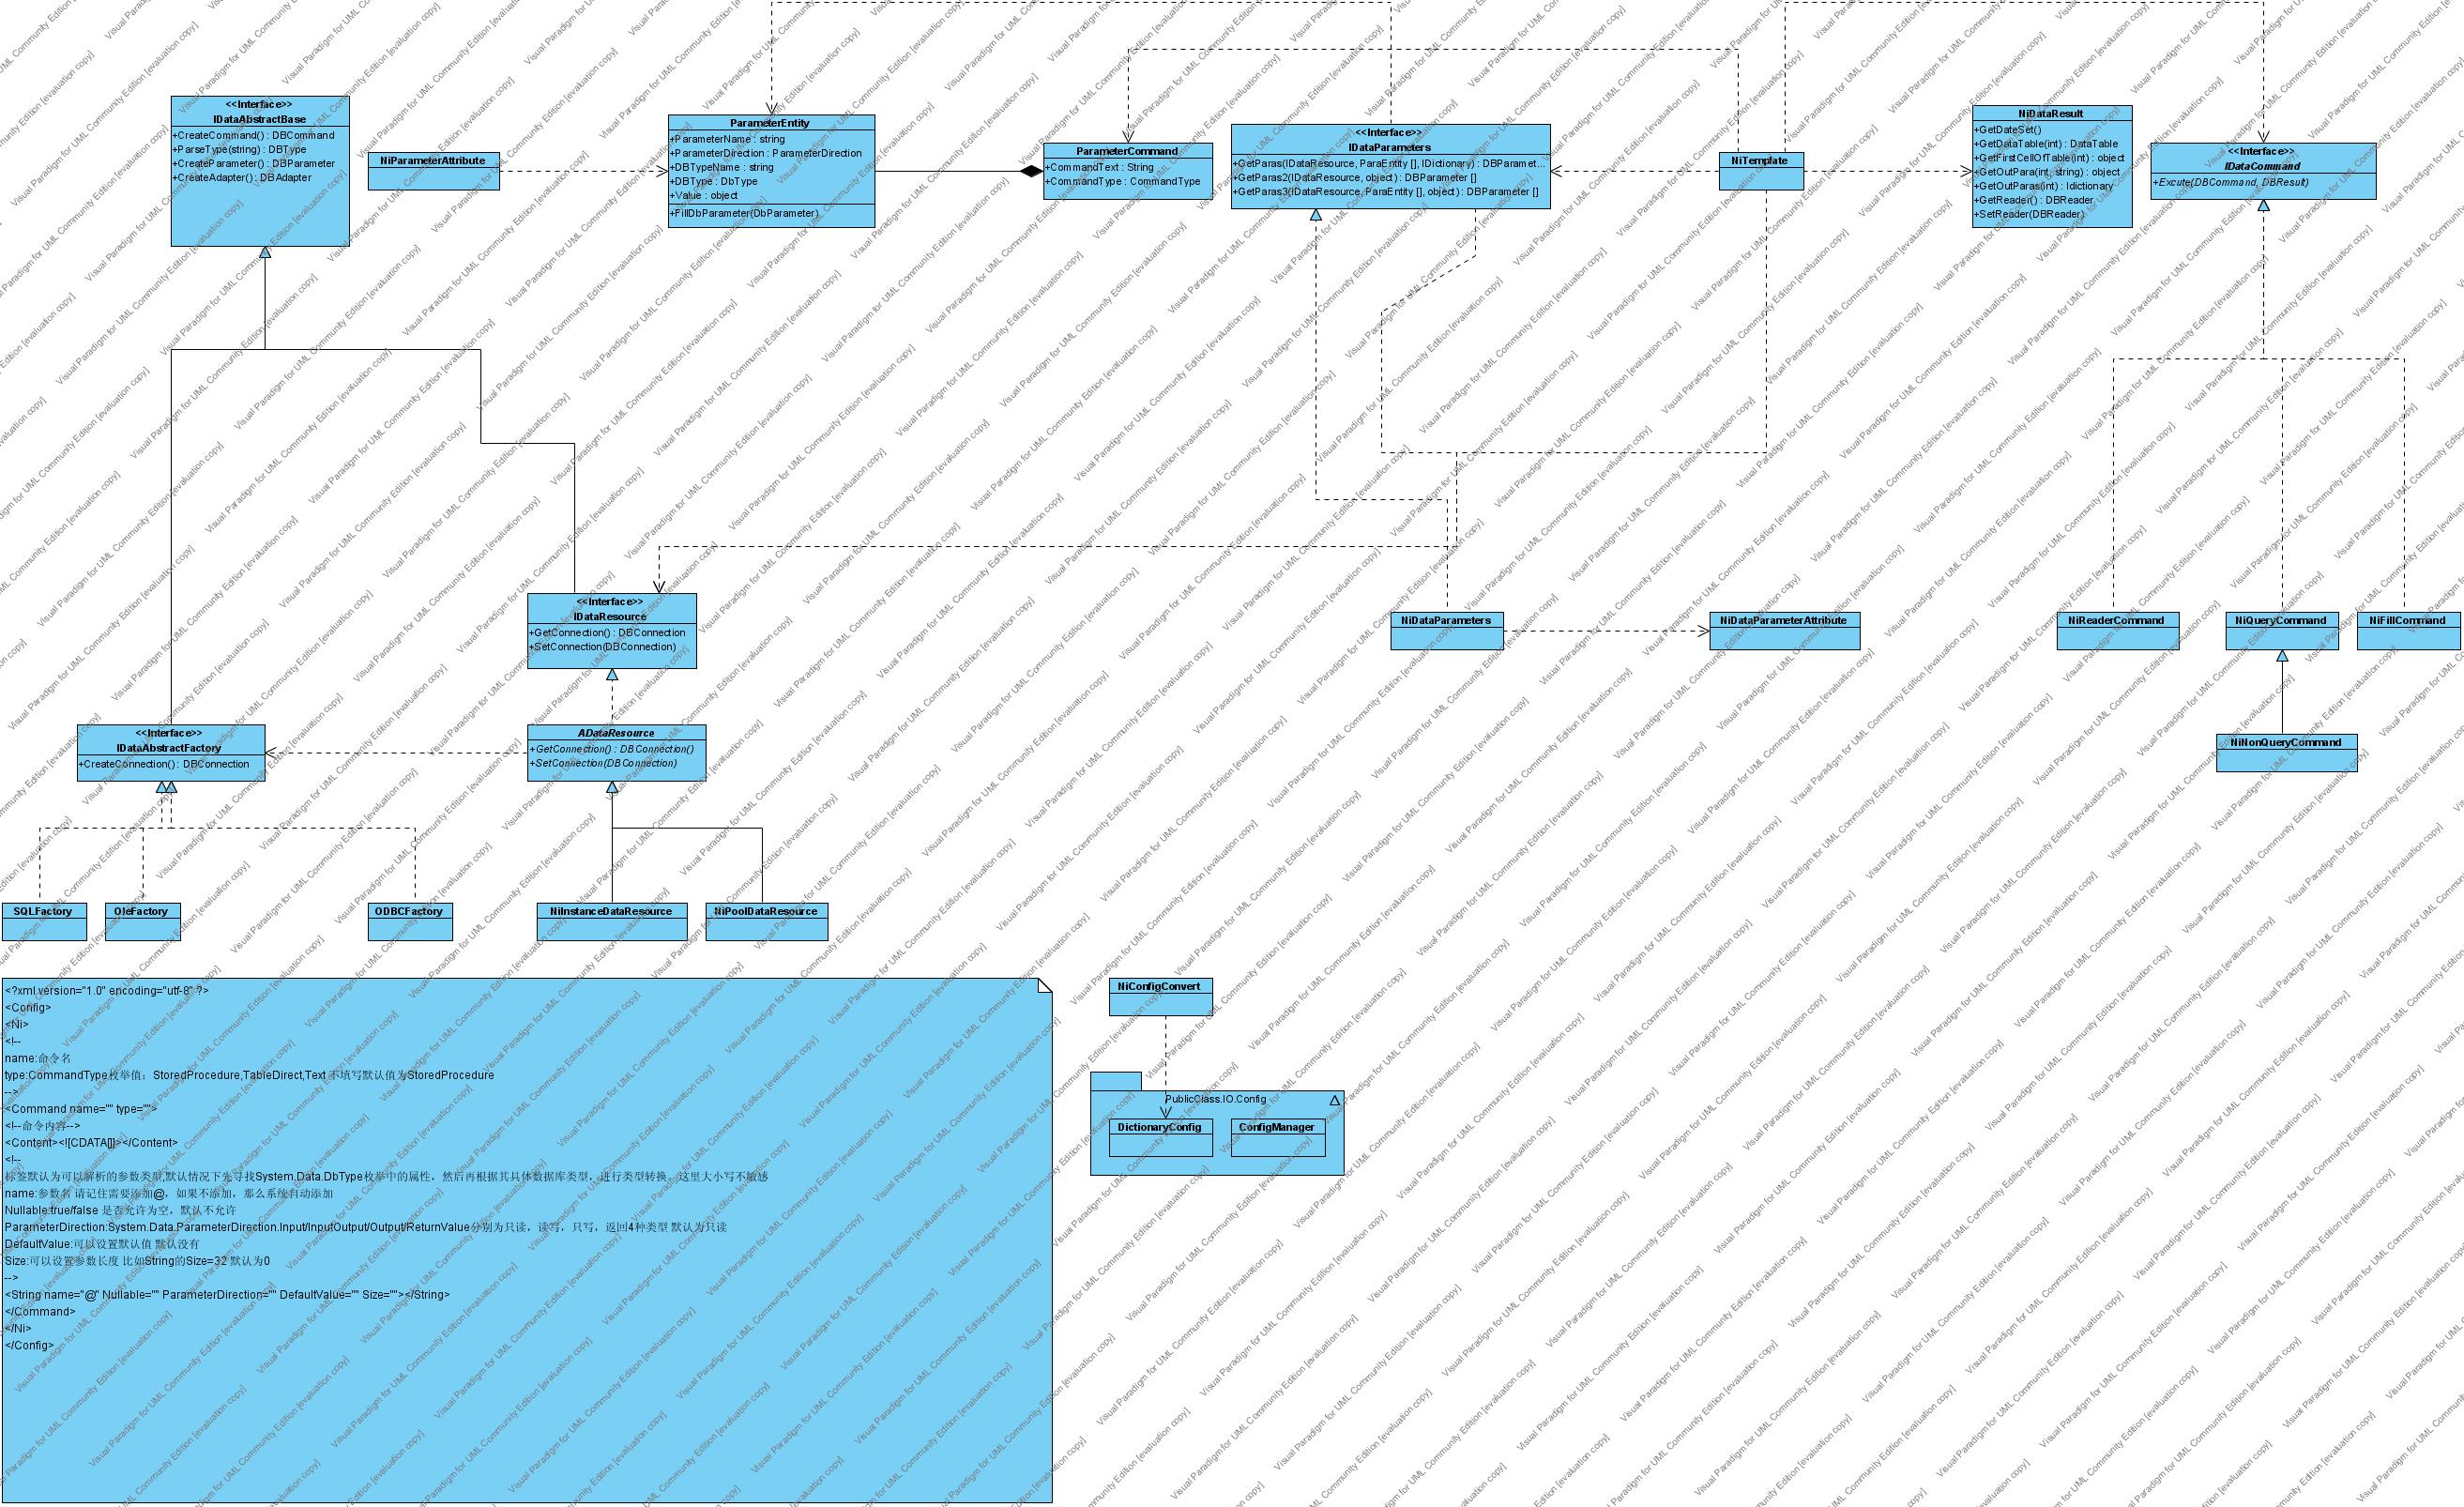 <<Interface>>
IDataAbstractBase
+CreateCommand() : DBCommand
+ParseType(string) : DBType
+CreateParameter() : DBParameter
+CreateAdapter() : DBAdapter
NiParameterAttribute
ParameterEntity
+ParameterName : string
+ParameterDirection : ParameterDirection
+DBTypeName : string
+DBType : DbType
+Value : object
+FillDbParameter(DbParameter)
ParameterCommand
+CommandText : String
+CommandType : CommandType
<<Interface>>
IDataParameters
+GetParas(IDataResource, ParaEntity [], IDictionary) : DBParamet...
+GetParas2(IDataResource, object) : DBParameter []
+GetParas3(IDataResource, ParaEntity [], object) : DBParameter []
NiTemplate
NiDataResult
+GetDateSet()
+GetDataTable(int) : DataTable
+GetFirstCellOfTable(int) : object
+GetOutPara(int, string) : object
+GetOutParas(int) : Idictionary
+GetReader() : DBReader
+SetReader(DBReader)
<<Interface>>
IDataCommand
+Excute(DBCommand, DBResult)
<<Interface>>
IDataResource
+GetConnection() : DBConnection
+SetConnection(DBConnection)
NiDataParameters
NiDataParameterAttribute
NiReaderCommand
NiQueryCommand
NiFillCommand
<<Interface>>
IDataAbstractFactory
+CreateConnection() : DBConnection
ADataResource
+GetConnection() : DBConnection()
+SetConnection(DBConnection)
NiNonQueryCommand
SQLFactory
OleFactory
ODBCFactory
NiInstanceDataResource
NiPoolDataResource
<?xml version="1.0" encoding="utf-8" ?>
<Config>
<Ni>
<!--
name:命令名
type:CommandType枚举值：StoredProcedure,TableDirect,Text 不填写默认值为StoredProcedure
-->
<Command name="" type="">
<!--命令内容-->
<Content><![CDATA[]]></Content>
<!--
标签默认为可以解析的参数类型,默认情况下先寻找System.Data.DbType枚举中的属性，然后再根据其具体数据库类型，进行类型转换。这里大小写不敏感
name:参数名 请记住需要添加@，如果不添加，那么系统自动添加
Nullable:true/false 是否允许为空，默认不允许
ParameterDirection:System.Data.ParameterDirection.Input/InputOutput/Output/ReturnValue分别为只读，读写，只写，返回4种类型 默认为只读
DefaultValue:可以设置默认值 默认没有
Size:可以设置参数长度 比如String的Size=32 默认为0
-->
<String name="@" Nullable="" ParameterDirection="" DefaultValue="" Size=""></String>
</Command>
</Ni>
</Config>
NiConfigConvert
PublicClass.IO.Config
DictionaryConfig
ConfigManager
Visual Paradigm for UML Community Edition [evaluation copy]